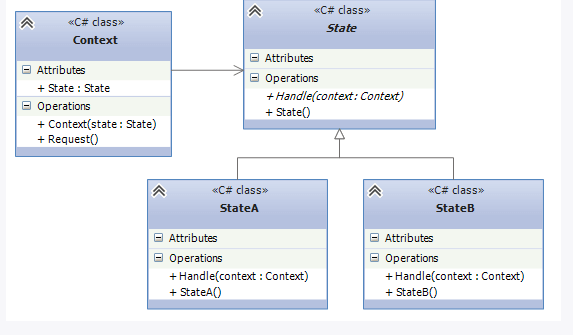 «C# class»
Context
Attributes
+ State : State
Operations
+ Context(state : State)
+ Request()
«C# class»
State
Attributes
Operations
+ Handle(context : Context)
+ State()
«C# class»
StateA
Attributes
Operations
+ Handle(context : Context)
+ StateA()
«C# class»
StateB
Attributes
Operations
+ Handle(context : Context)
+ StateB()